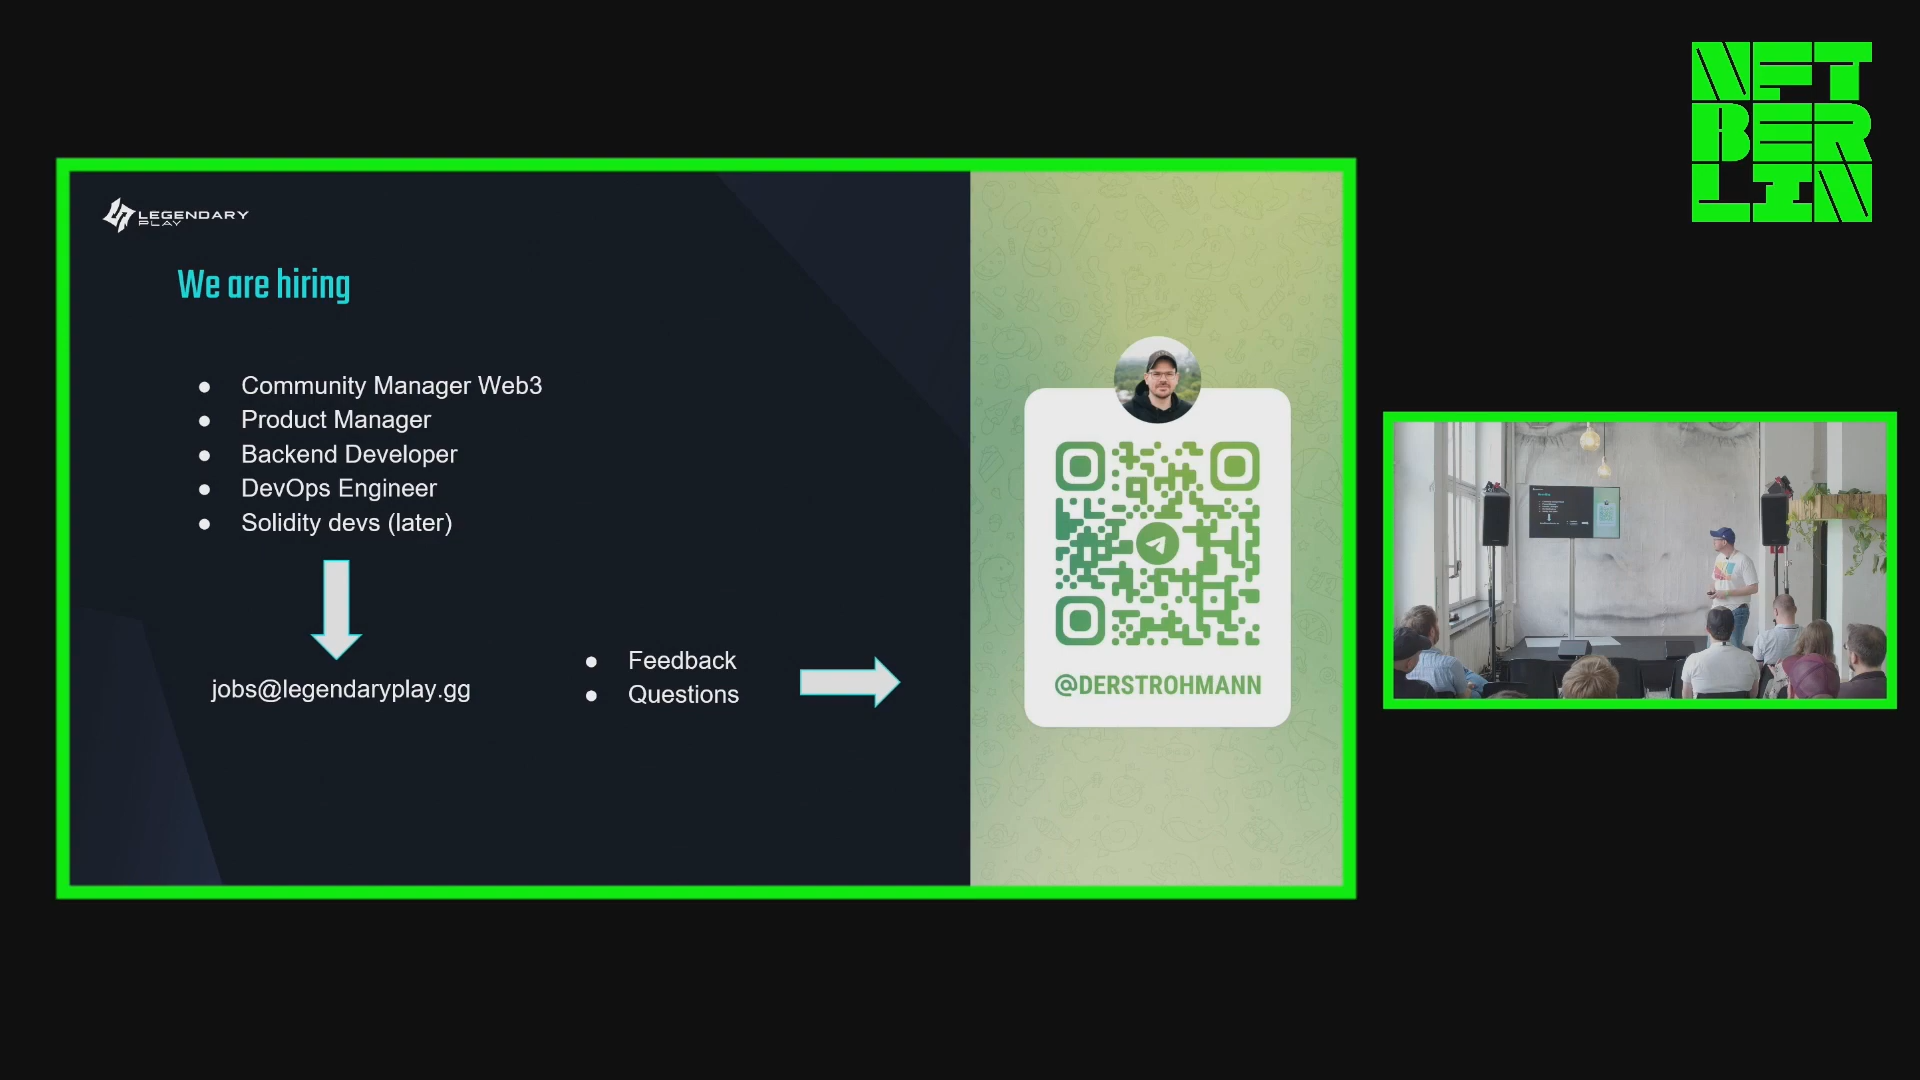 NFT
BER
LIN
LEGENDARY
PLAY
We are hiring
● Community Manager Web3
● Product Manager
● Backend Developer
● DevOps Engineer
● Solidity devs (later)
jobs@legendaryplay.gg
● Feedback
● Questions
@DERSTROHMANN